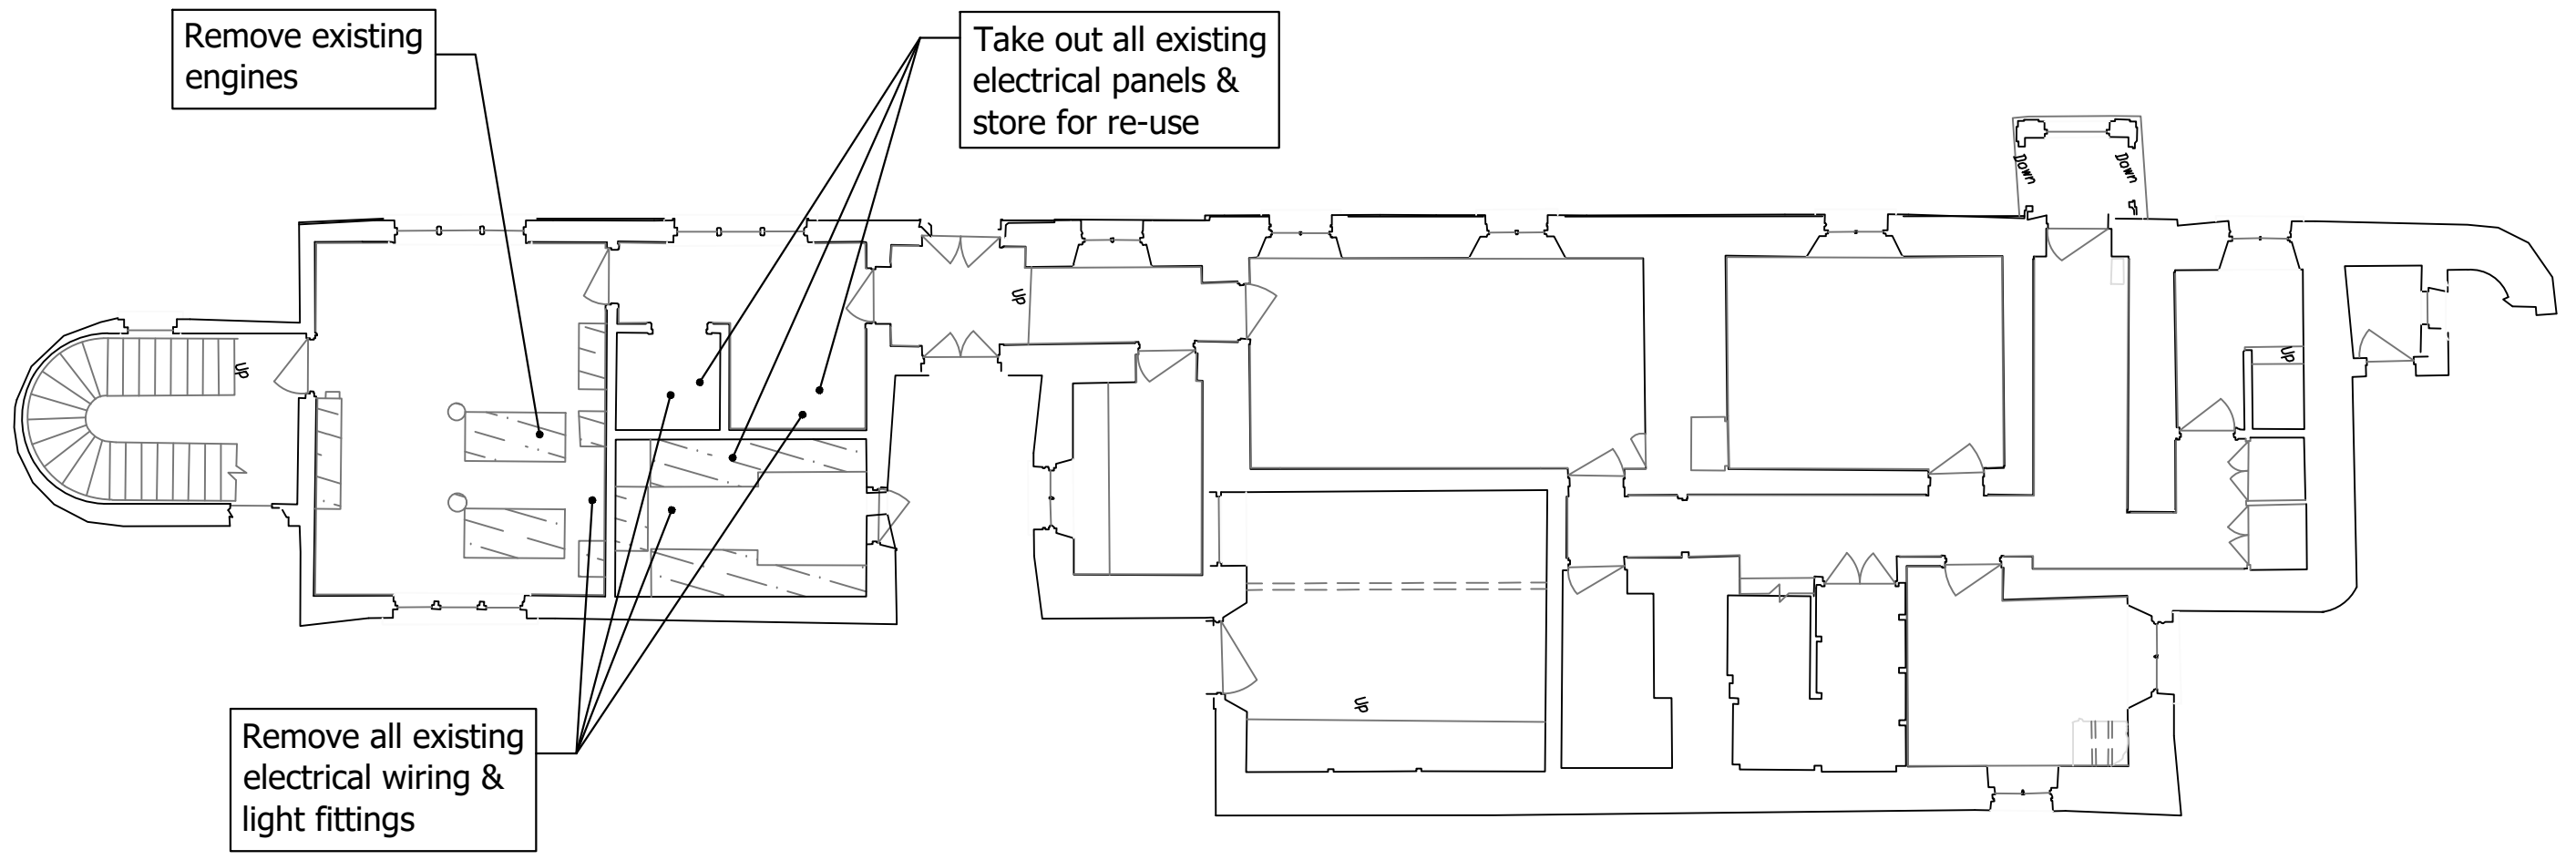 Remove existing
engines
Take out all existing
electrical panels &
store for re-use
Down
Down
Up
Up
Up
Up
Remove all existing
electrical wiring &
light fittings